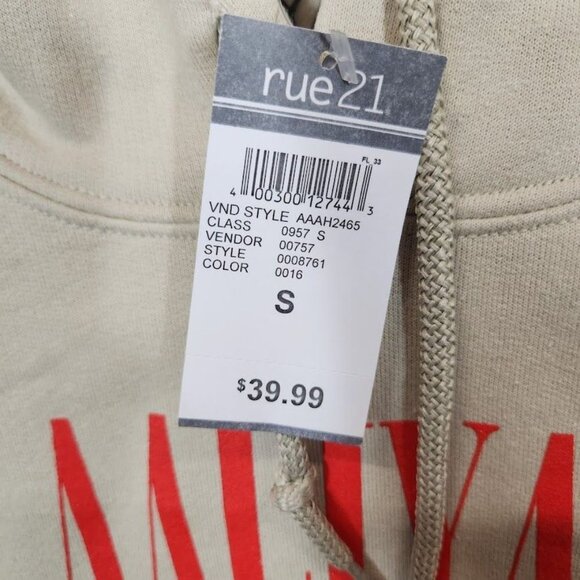 rue21
PL 33
4 00300 12744 3
VND STYLE AAAH2465
CLASS 0957 S
VENDOR 00757
STYLE 0008761
COLOR 0016
S
$39.99